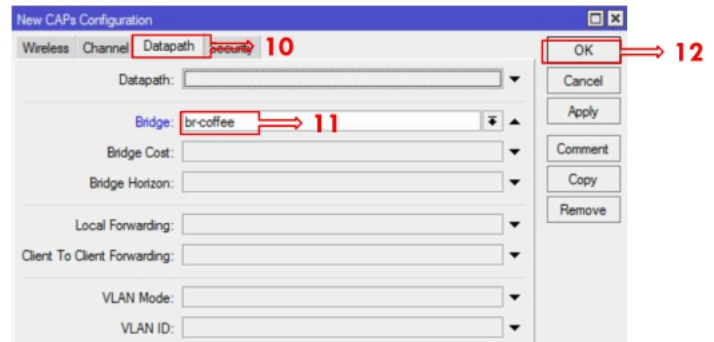 New CAPs Configuration
Wireless Channel Datapath Security 10
OK 12
Datapath:
Cancel
Bridge: br-coffee 11
Apply
Bridge Cost:
Comment
Bridge Horizon:
Copy
Remove
Local Forwarding:
Client To Client Forwarding:
VLAN Mode:
VLAN ID: